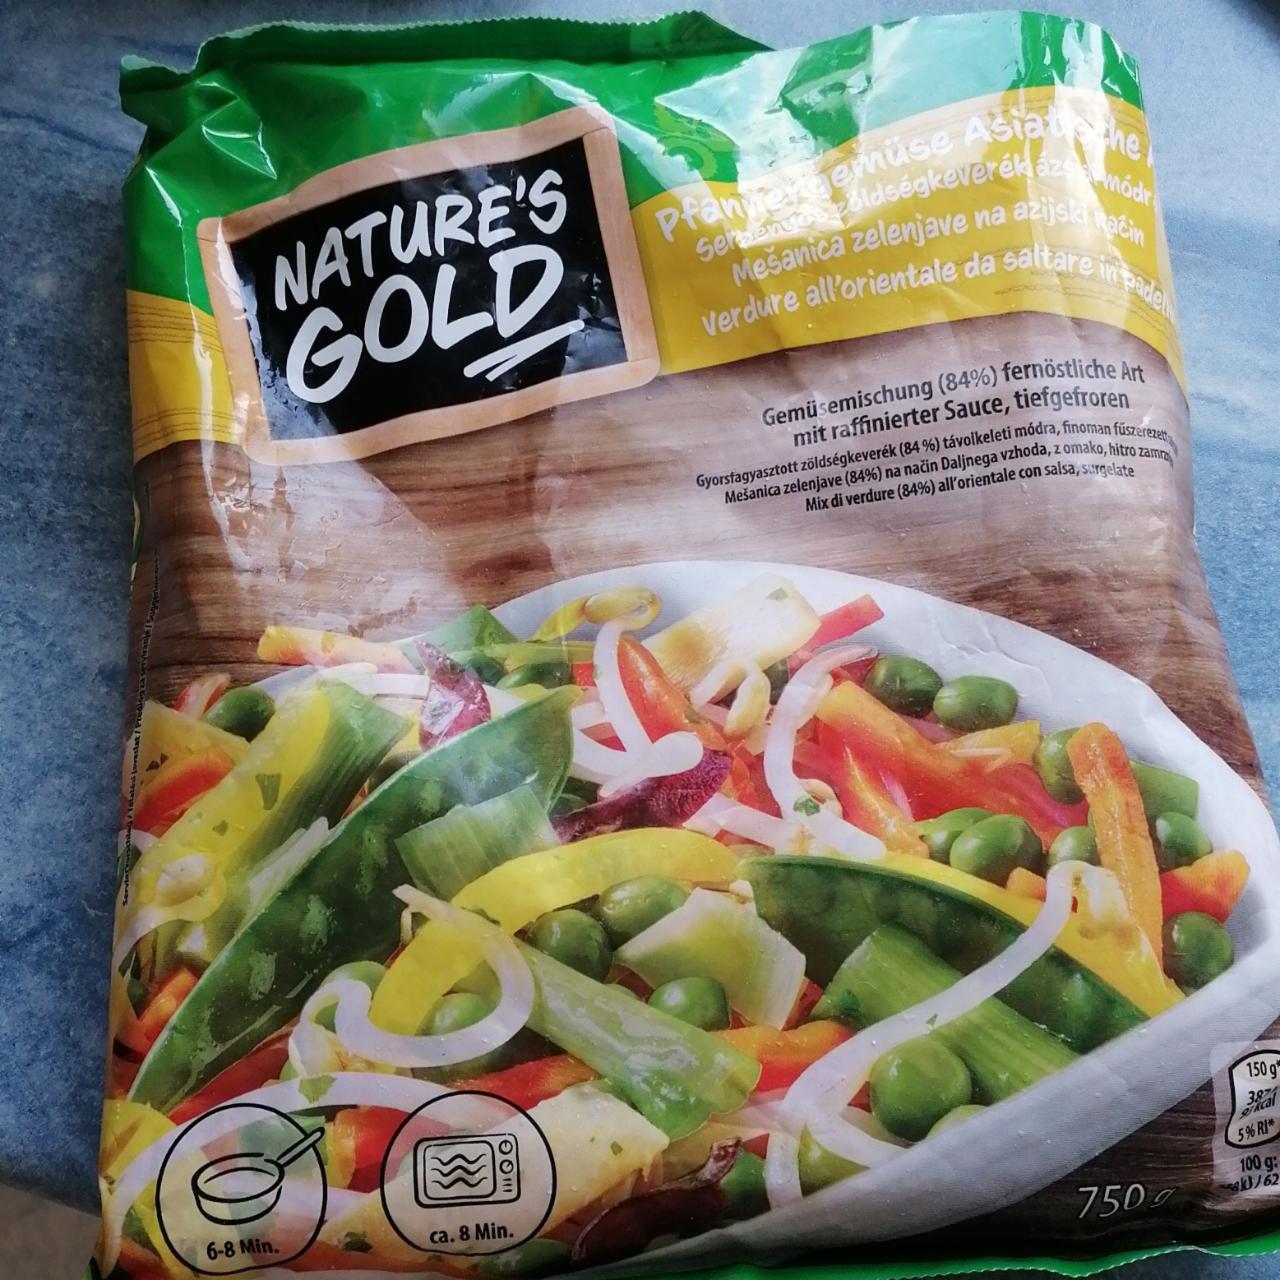 NATURE'S
GOLD
Pfannengemüse Asiatische
zöldségkeverék
Mešanica zelenjave na azijski način
Verdure all'orientale da saltare in padella
Gemüsemischung (84%) fernöstliche Art
mit raffinierter Sauce, tiefgefroren
Gyorsfagyasztott zöldségkeverék (84 %) távolkeleti módra, finoman fűszerezett
Mešanica zelenjave (84%) na način Daljnega vzhoda, z omako, hitro
Mix di verdure (84%) all'orientale con salsa, surgelate
6-8 Min.
ca. 8 Min.
150 g*
5% RI*
100 g:
750 g